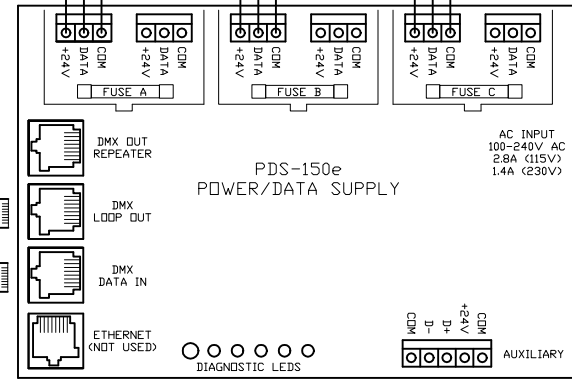 +24V DATA COM +24V DATA COM
+24V DATA COM +24V DATA COM
+24V DATA COM +24V DATA COM
FUSE A
FUSE B
FUSE C
DMX OUT
REPEATER
AC INPUT
100-240V AC
2.8A (115V)
1.4A (230V)
PDS-150e
POWER/DATA SUPPLY
DMX
LOOP OUT
DMX
DATA IN
ETHERNET
(NOT USED)
DIAGNOSTIC LEDS
COM D- D+ +24V COM
AUXILIARY